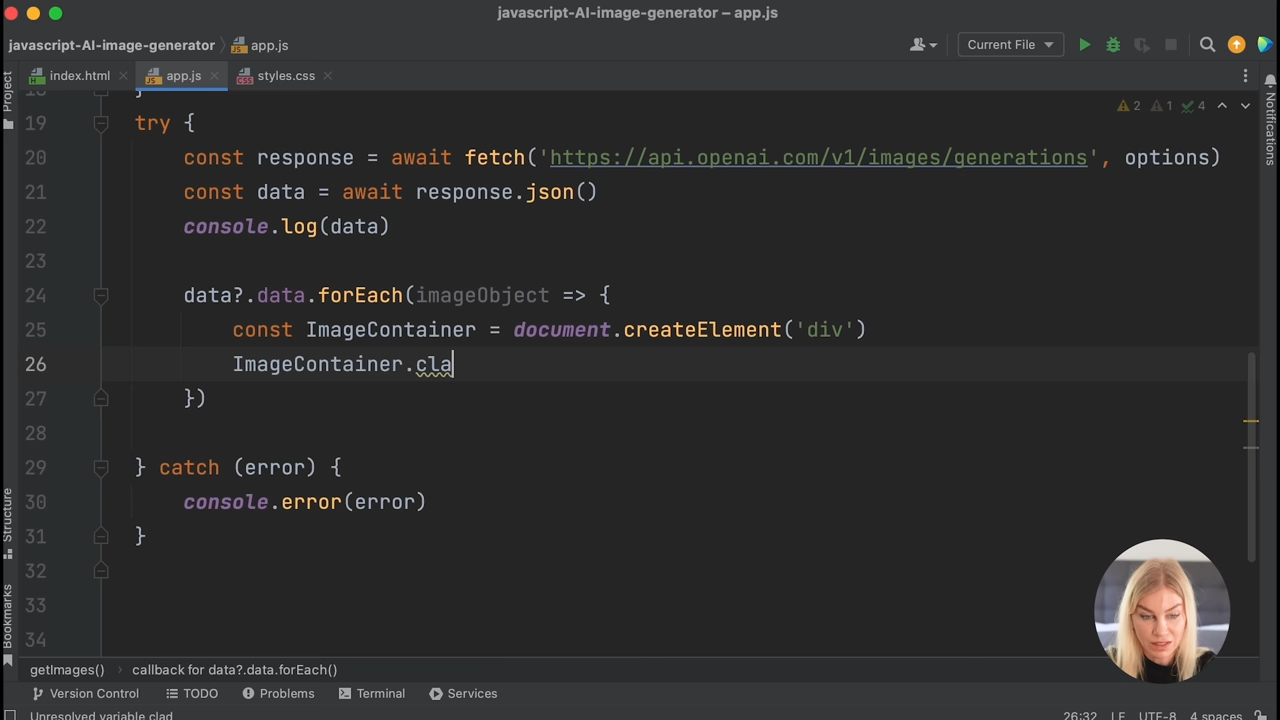 javascript-AI-image-generator – app.js
javascript-AI-image-generator
app.js
Current File
index.html
app.js
styles.css
Project
Notifications
2 1 4
18 }
19 try {
20 const response = await fetch('https://api.openai.com/v1/images/generations', options)
21 const data = await response.json()
22 console.log(data)
23
24 data?.data.forEach(imageObject => {
25 const ImageContainer = document.createElement('div')
26 ImageContainer.cla
27 })
28
29 } catch (error) {
30 console.error(error)
31 }
32
33
34
Structure
Bookmarks
getImages() › callback for data?.data.forEach()
Version Control TODO Problems Terminal Services
Unresolved variable clad 26:32 LF UTF-8 4 spaces